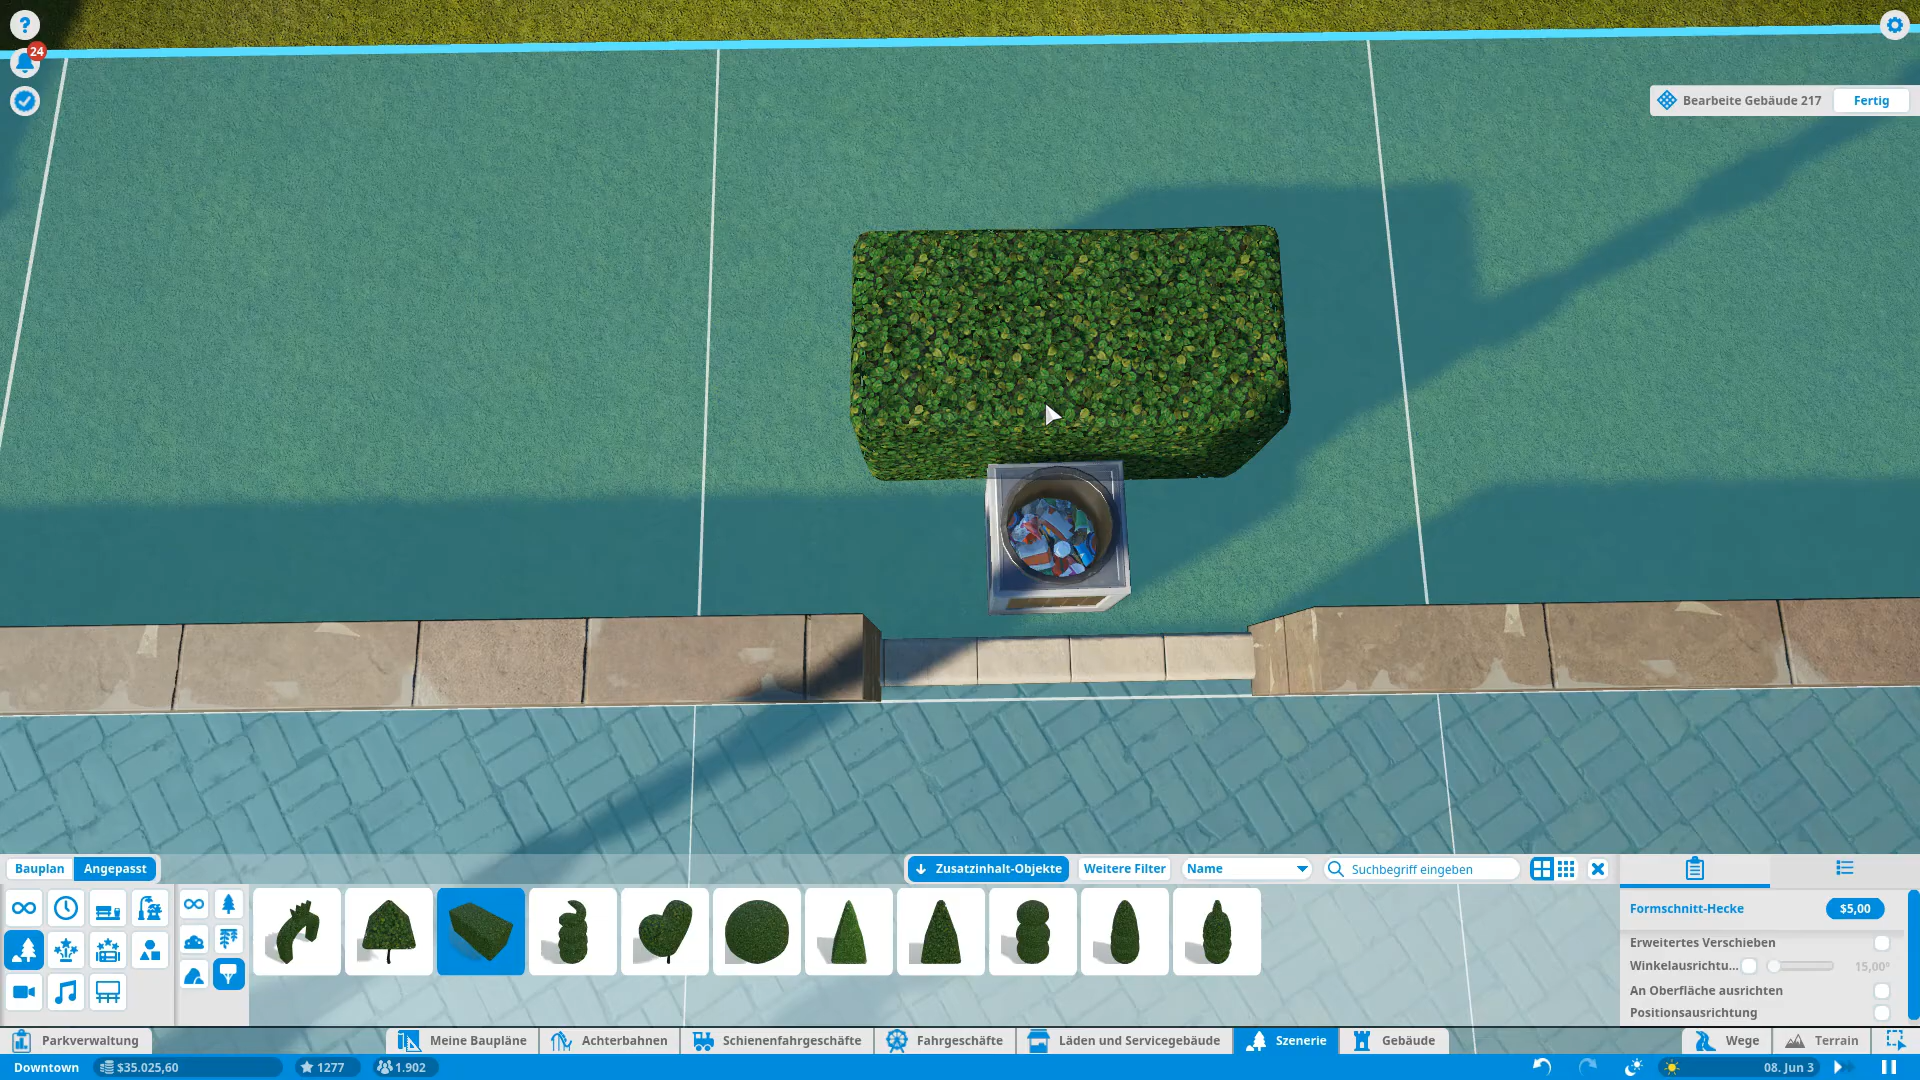 ?
24
Bearbeite Gebäude 217
Fertig
Bauplan
Angepasst
Zusatzinhalt-Objekte
Weitere Filter
Name
Suchbegriff eingeben
Formschnitt-Hecke
$5,00
Erweitertes Verschieben
Winkelausrichtu...
15,00°
An Oberfläche ausrichten
Positionsausrichtung
Parkverwaltung
Meine Baupläne
Achterbahnen
Schienenfahrgeschäfte
Fahrgeschäfte
Läden und Servicegebäude
Szenerie
Gebäude
Wege
Terrain
Downtown
$35.025,60
1277
1.902
08. Jun 3